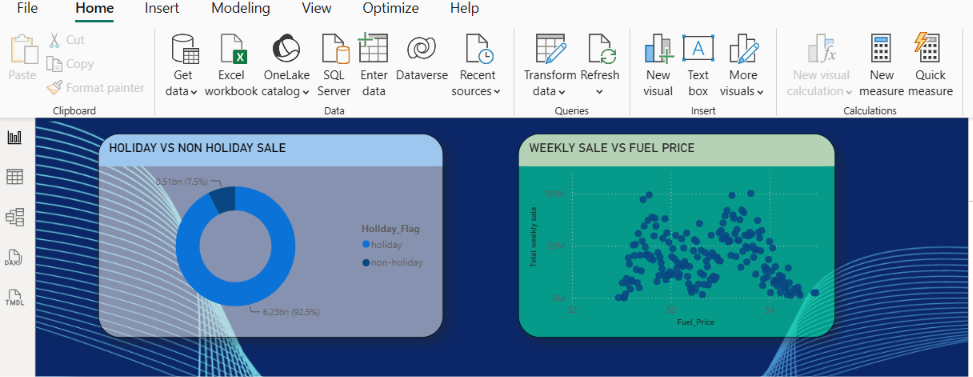 File Home Insert Modeling View Optimize Help
Paste
Cut
Copy
Format painter
Clipboard
Get data
Excel workbook
OneLake catalog
SQL Server
Enter data
Dataverse
Recent sources
Data
Transform data
Refresh
Queries
New visual
Text box
More visuals
Insert
New visual calculation
New measure
Quick measure
Calculations
DAX
TMDL
HOLIDAY VS NON HOLIDAY SALE
0.51bn (7.5%)
Holiday_Flag
holiday
non-holiday
6.23bn (92.5%)
WEEKLY SALE VS FUEL PRICE
Total weekly sale
100M
50M
0M
Fuel_Price